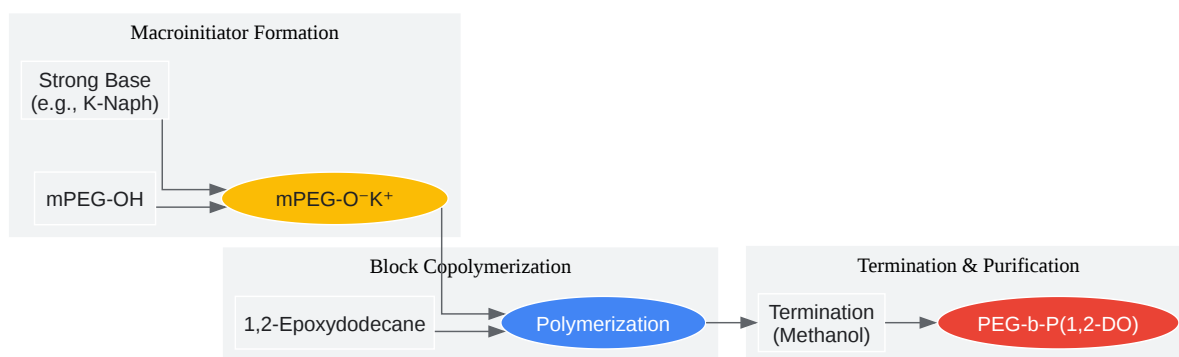 Macroinitiator Formation
Strong Base
(e.g., K-Naph)
mPEG-OH
mPEG-O⁻K⁺
Block Copolymerization
1,2-Epoxydodecane
Polymerization
Termination & Purification
Termination
(Methanol)
PEG-b-P(1,2-DO)